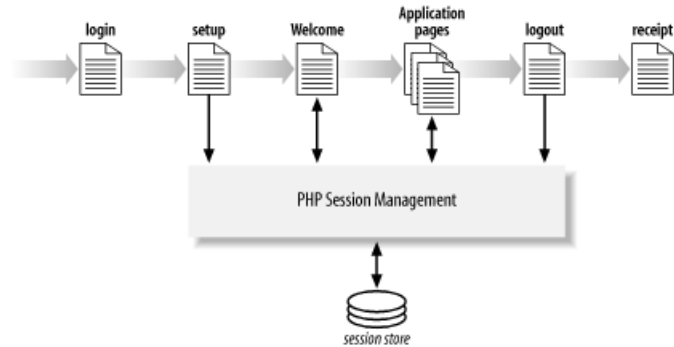 login
setup
Welcome
Application
pages
logout
receipt
PHP Session Management
session store